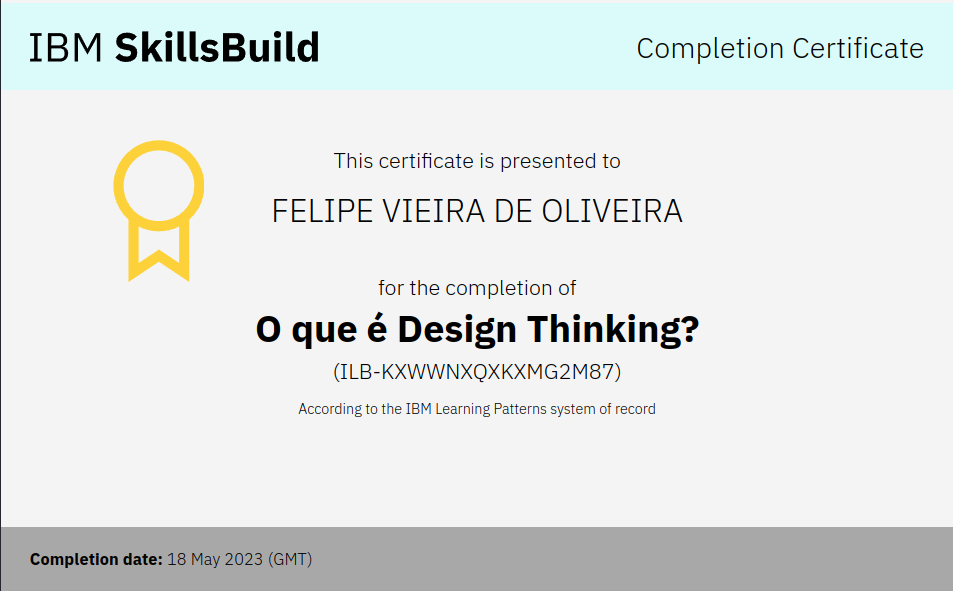 IBM SkillsBuild
Completion Certificate
This certificate is presented to
FELIPE VIEIRA DE OLIVEIRA
for the completion of
O que é Design Thinking?
(ILB-KXWWNXQXKXMG2M87)
According to the IBM Learning Patterns system of record
Completion date: 18 May 2023 (GMT)